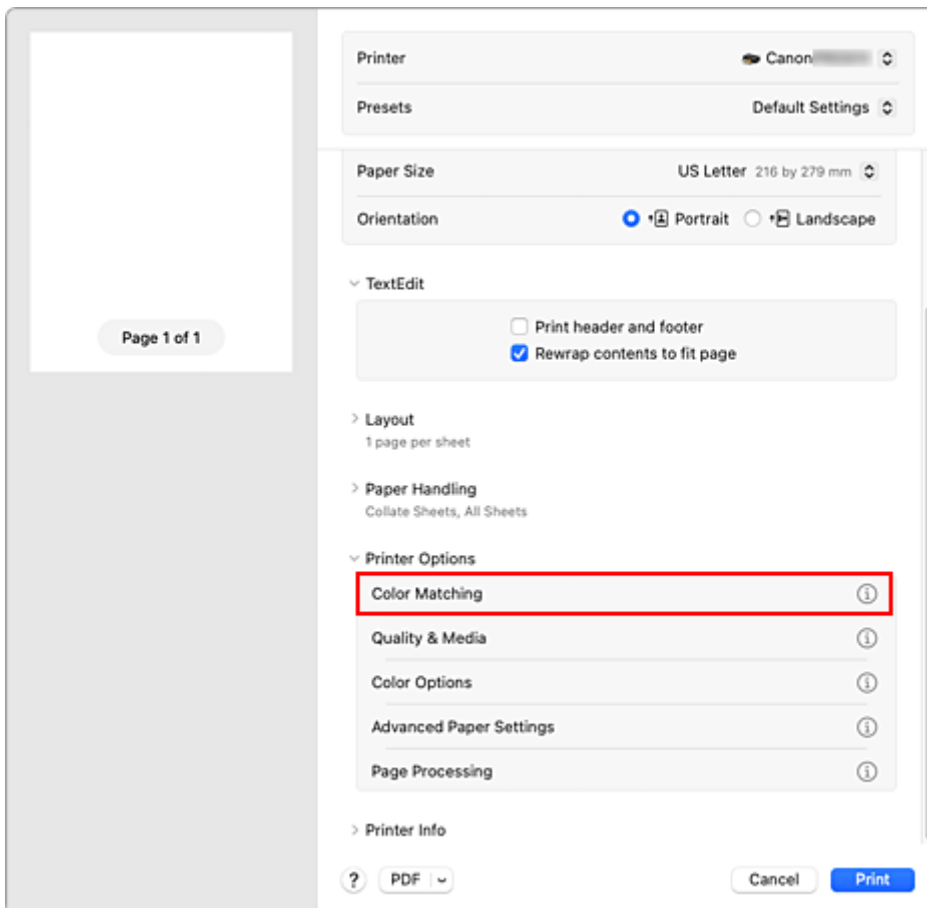 Printer Canon
Presets Default Settings
Paper Size US Letter 216 by 279 mm
Orientation Portrait Landscape
TextEdit
Print header and footer
Page 1 of 1
Rewrap contents to fit page
Layout
1 page per sheet
Paper Handling
Collate Sheets, All Sheets
Printer Options
Color Matching
Quality & Media
Color Options
Advanced Paper Settings
Page Processing
Printer Info
? PDF Cancel Print